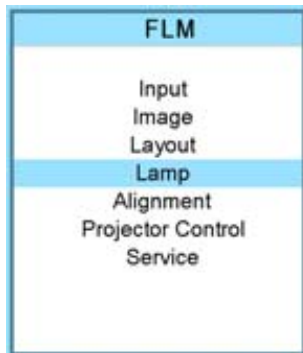 FLM
Input
Image
Layout
Lamp
Alignment
Projector Control
Service